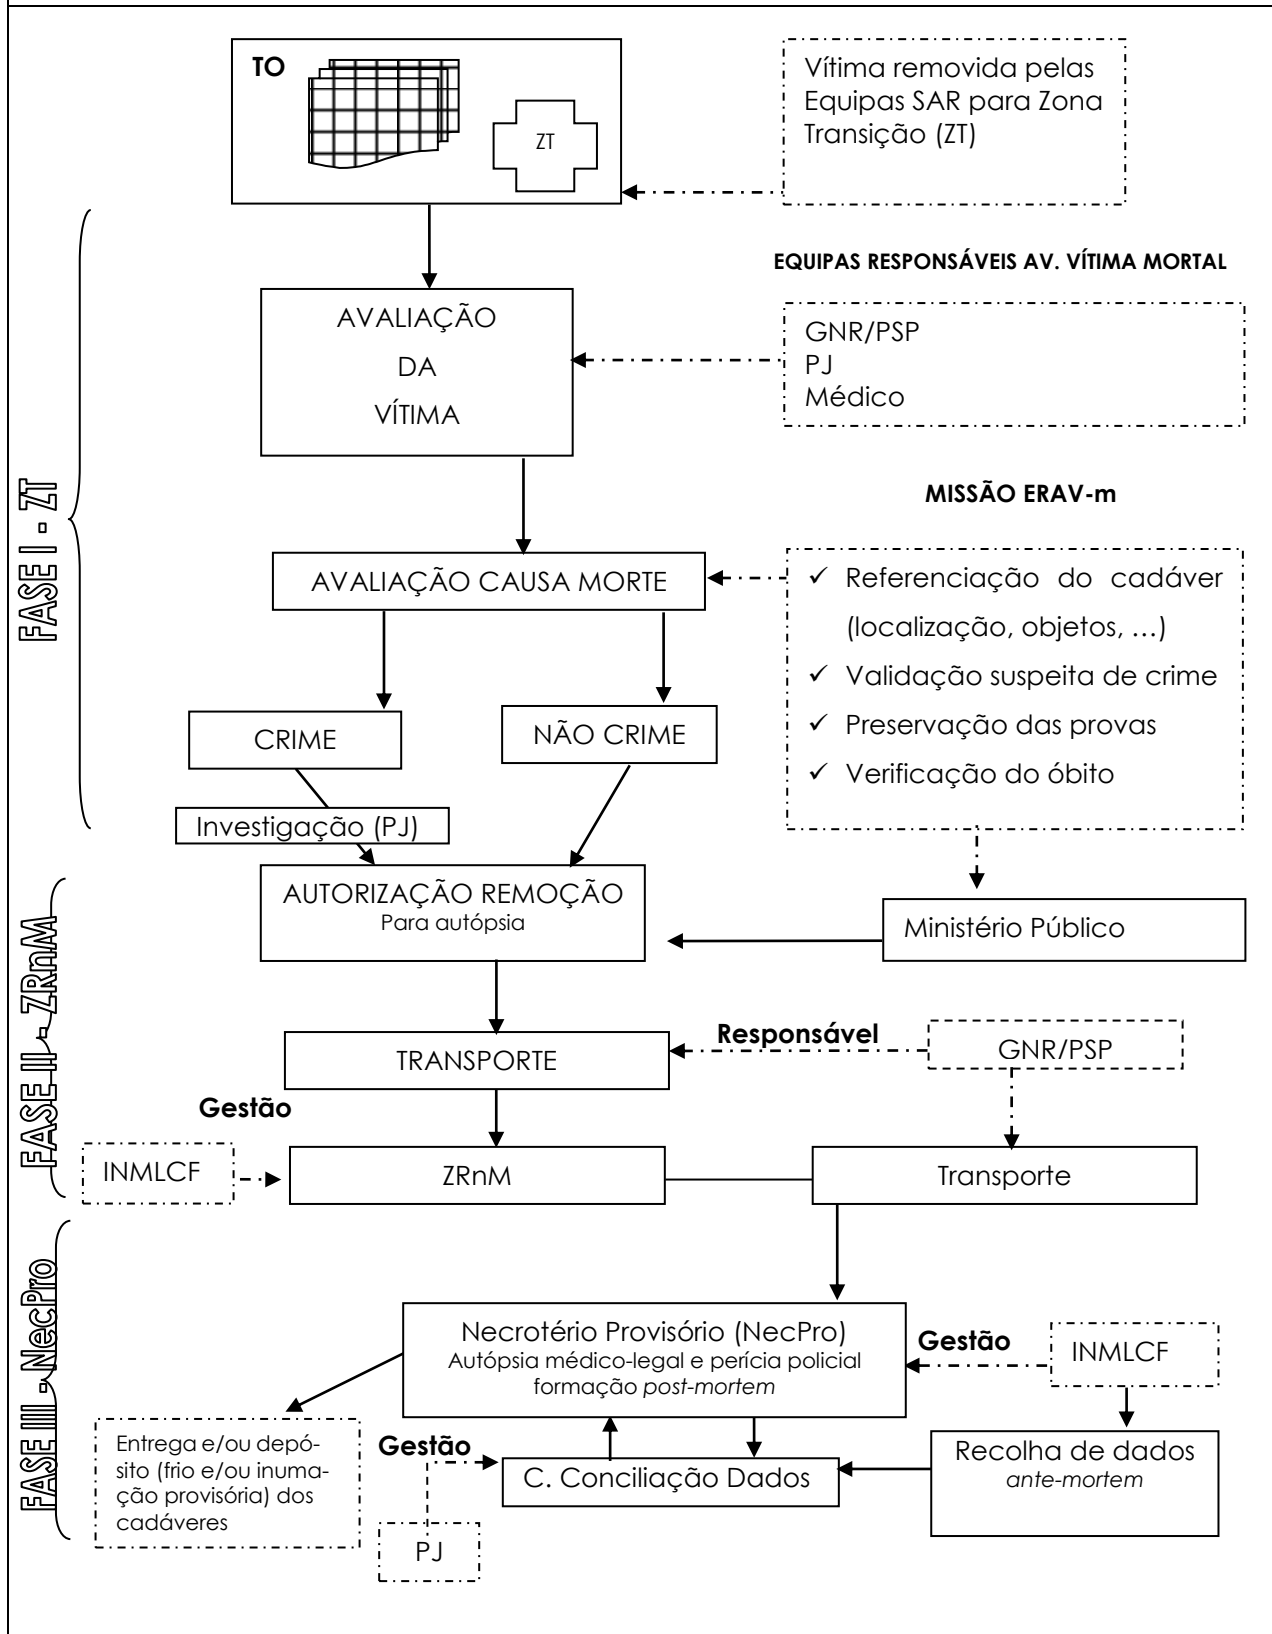 TO
ZT
Vítima removida pelas
Equipas SAR para Zona
Transição (ZT)
EQUIPAS RESPONSÁVEIS AV. VÍTIMA MORTAL
AVALIAÇÃO
DA
VÍTIMA
GNR/PSP
PJ
Médico
FASE I - ZT
MISSÃO ERAV-m
AVALIAÇÃO CAUSA MORTE
✓ Referenciação do cadáver
(localização, objetos, ...)
✓ Validação suspeita de crime
✓ Preservação das provas
✓ Verificação do óbito
CRIME
NÃO CRIME
Investigação (PJ)
FASE II - ZRnM
AUTORIZAÇÃO REMOÇÃO
Para autópsia
Ministério Público
TRANSPORTE
Responsável
GNR/PSP
Gestão
INMLCF
ZRnM
Transporte
FASE III - NecPro
Necrotério Provisório (NecPro)
Autópsia médico-legal e perícia policial
formação post-mortem
Gestão
INMLCF
Entrega e/ou depó-
sito (frio e/ou inuma-
ção provisória) dos
cadáveres
Gestão
PJ
C. Conciliação Dados
Recolha de dados
ante-mortem